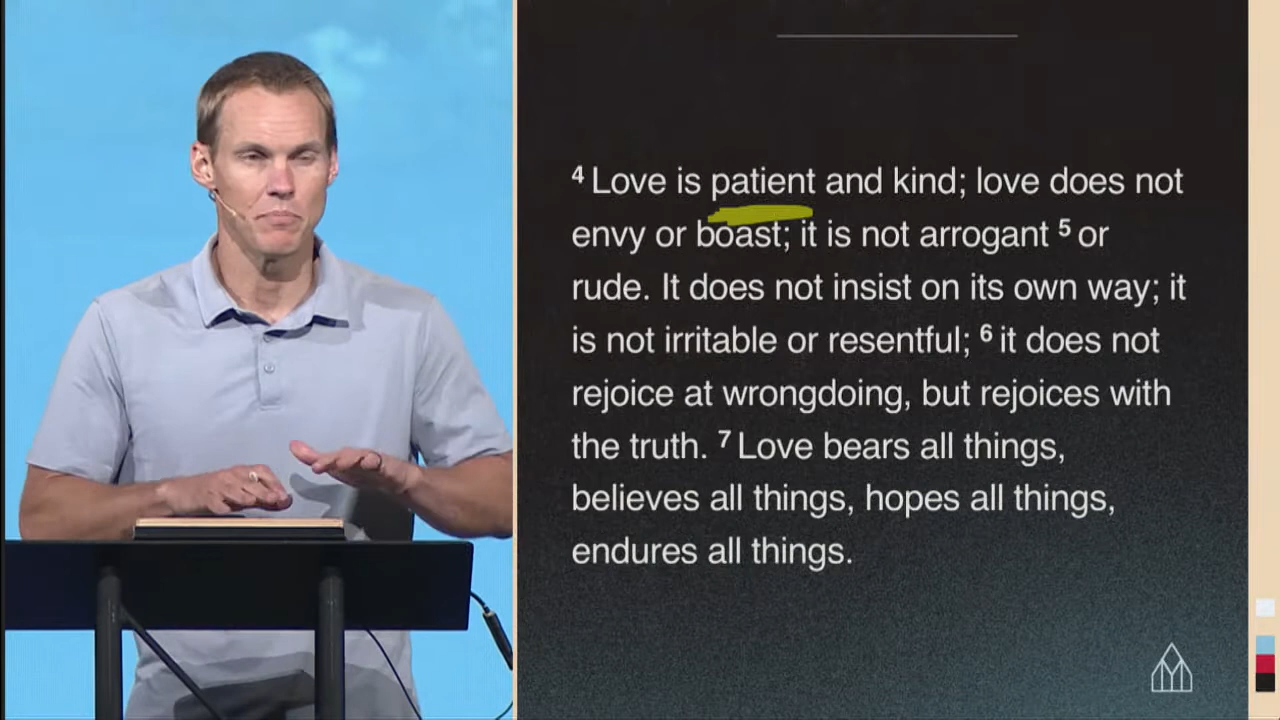 4 Love is patient and kind; love does not
envy or boast; it is not arrogant 5 or
rude. It does not insist on its own way; it
is not irritable or resentful; 6 it does not
rejoice at wrongdoing, but rejoices with
the truth. 7 Love bears all things,
believes all things, hopes all things,
endures all things.